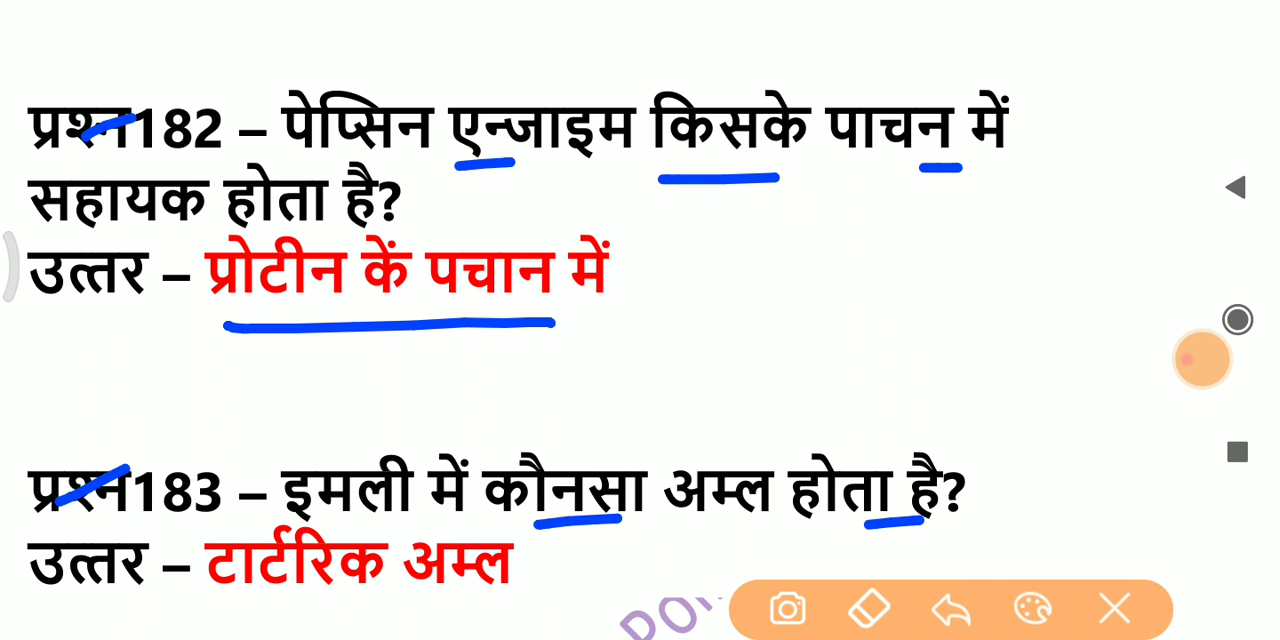 प्रश्न182 – पेप्सिन एन्जाइम किसके पाचन में
सहायक होता है?
उत्तर – प्रोटीन कें पचान में
प्रश्न183 – इमली में कौनसा अम्ल होता है?
उत्तर – टार्टरिक अम्ल